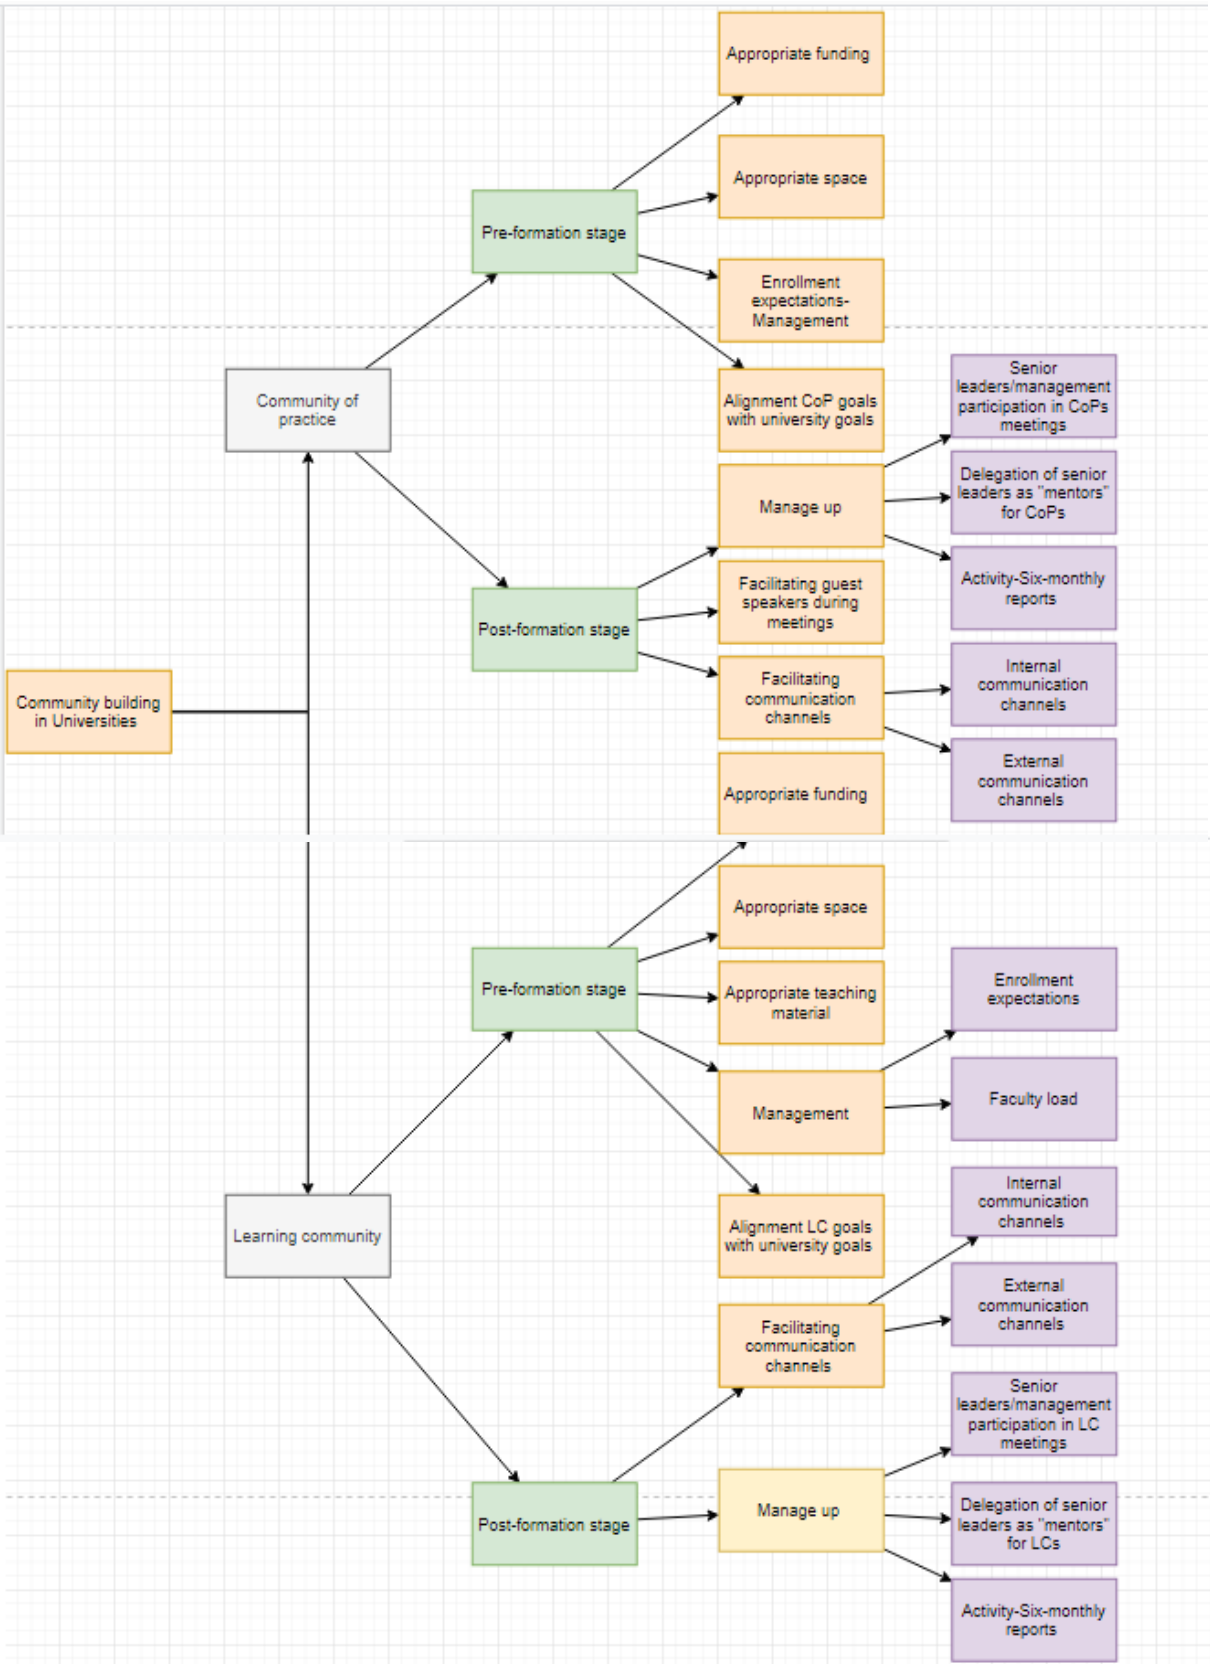 Appropriate funding
Appropriate space
Pre-formation stage
Enrollment
expectations-
Management
Community of
practice
Alignment CoP goals
with university goals
Senior
leaders/management
participation in CoPs
meetings
Manage up
Delegation of senior
leaders as "mentors"
for CoPs
Facilitating guest
speakers during
meetings
Activity-Six-monthly
reports
Post-formation stage
Facilitating
communication
channels
Internal
communication
channels
Community building
in Universities
External
communication
channels
Appropriate funding
Appropriate space
Pre-formation stage
Appropriate teaching
material
Enrollment
expectations
Management
Faculty load
Learning community
Alignment LC goals
with university goals
Internal
communication
channels
Facilitating
communication
channels
External
communication
channels
Senior
leaders/management
participation in LC
meetings
Post-formation stage
Manage up
Delegation of senior
leaders as "mentors"
for LCs
Activity-Six-monthly
reports